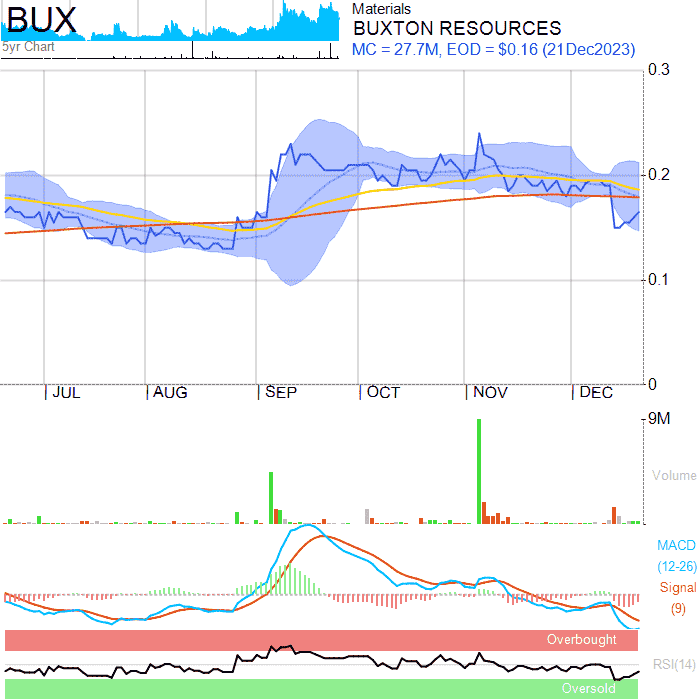 BUX
5yr Chart
Materials
BUXTON RESOURCES
MC = 27.7M, EOD = $0.16 (21Dec2023)
0.3
0.2
0.1
0
JUL AUG SEP OCT NOV DEC
9M
Volume
MACD
(12-26)
Signal
(9)
Overbought
RSI(14)
Oversold